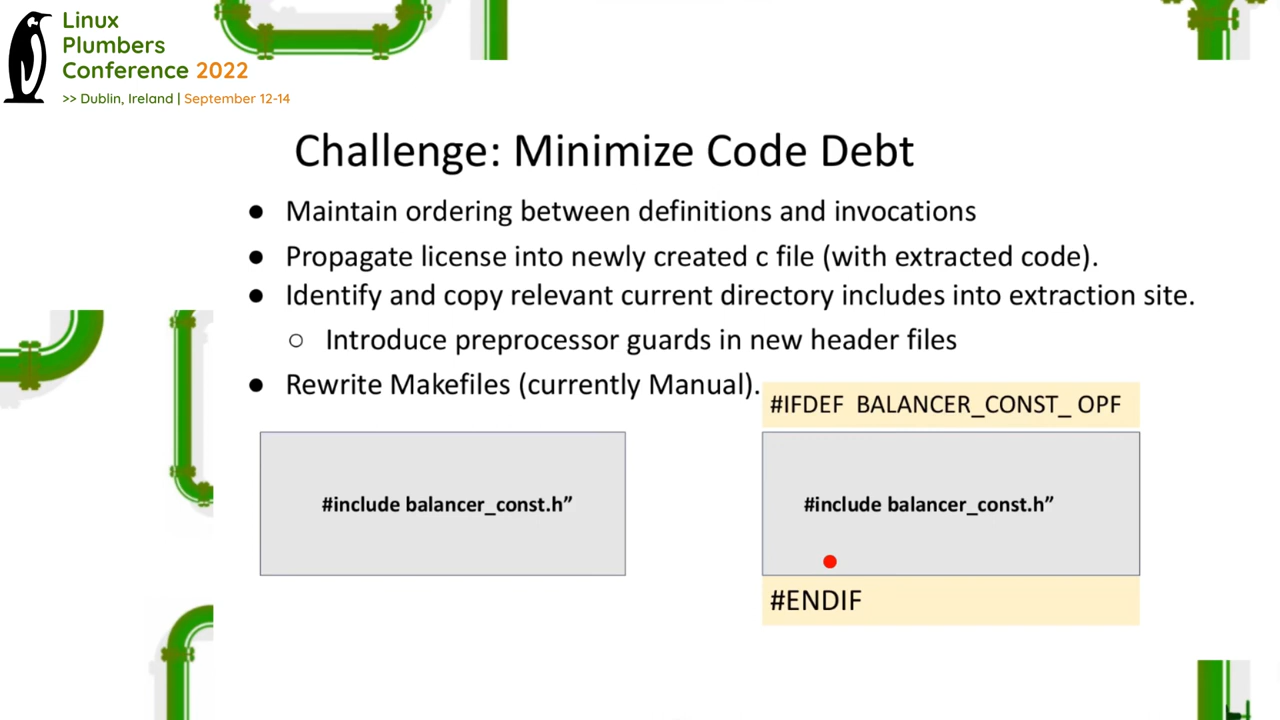 Linux
Plumbers
Conference 2022
>> Dublin, Ireland | September 12-14
Challenge: Minimize Code Debt
● Maintain ordering between definitions and invocations
● Propagate license into newly created c file (with extracted code).
● Identify and copy relevant current directory includes into extraction site.
○ Introduce preprocessor guards in new header files
● Rewrite Makefiles (currently Manual).
#IFDEF BALANCER_CONST_ OPF
#include balancer_const.h”
#include balancer_const.h”
#ENDIF